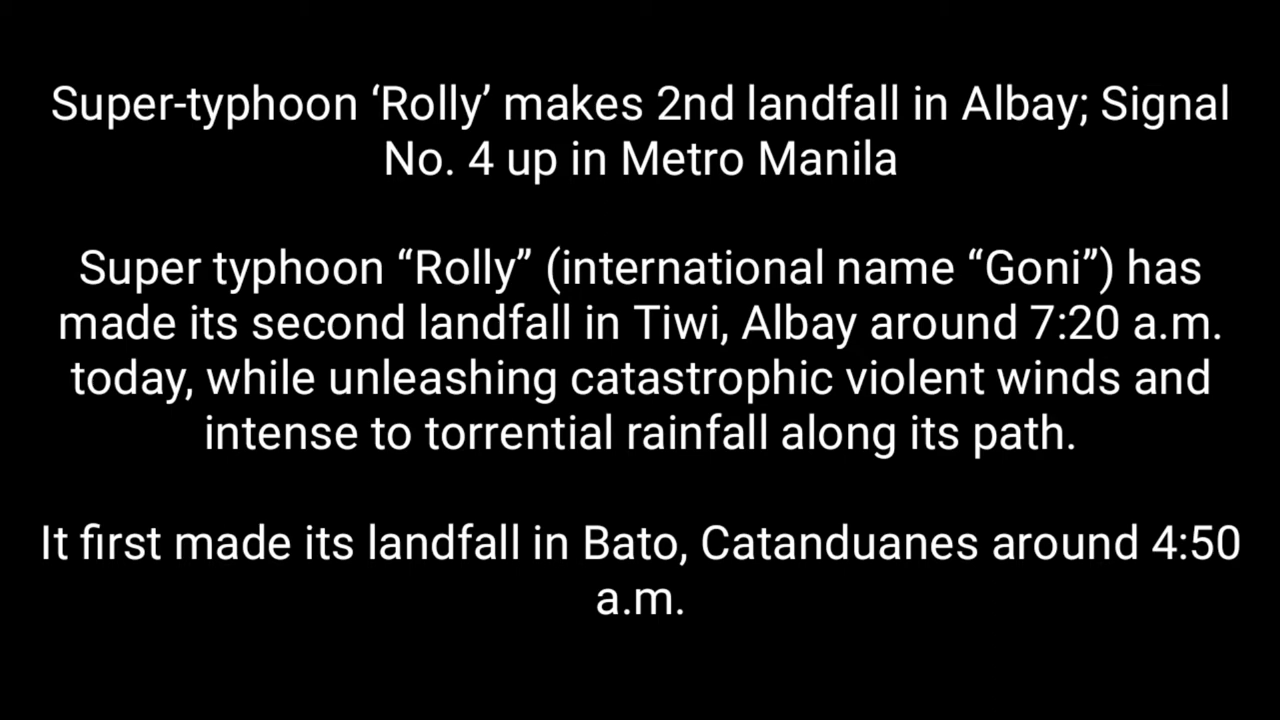 Super-typhoon ‘Rolly’ makes 2nd landfall in Albay; Signal
No. 4 up in Metro Manila
Super typhoon “Rolly” (international name “Goni”) has
made its second landfall in Tiwi, Albay around 7:20 a.m.
today, while unleashing catastrophic violent winds and
intense to torrential rainfall along its path.
It first made its landfall in Bato, Catanduanes around 4:50
a.m.